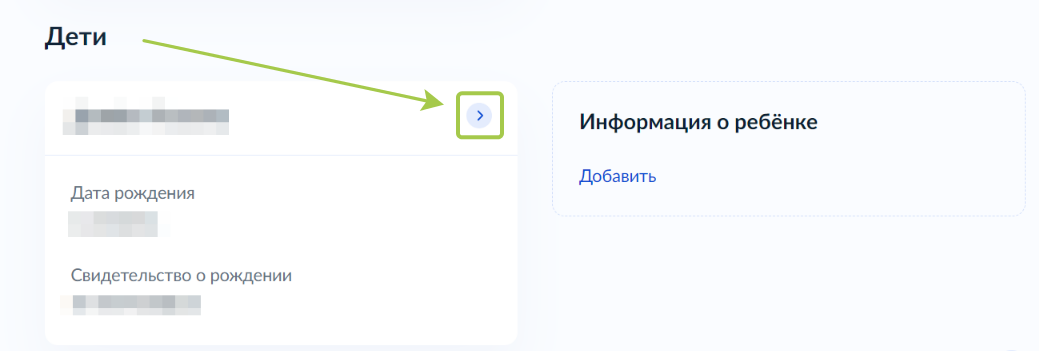 Дети
Дата рождения
Свидетельство о рождении
Информация о ребёнке
Добавить